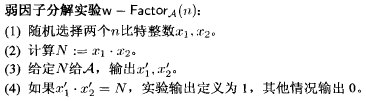 弱因子分解实验w－Factor𝒜(n):
(1) 随机选择两个n比特整数x₁,x₂。
(2) 计算N := x₁ · x₂。
(3) 给定N给𝒜，输出x′₁,x′₂。
(4) 如果x′₁ · x′₂ = N，实验输出定义为 1，其他情况输出 0。